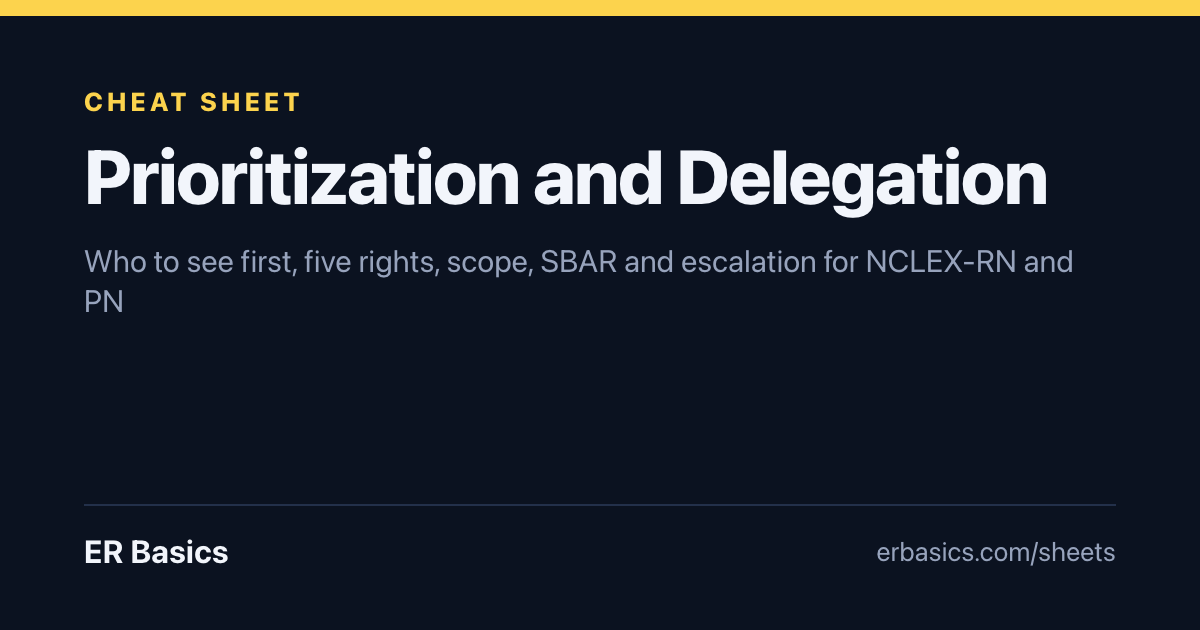 CHEAT SHEET
Prioritization and Delegation
Who to see first, five rights, scope, SBAR and escalation for NCLEX-RN and
PN
ER Basics
erbasics.com/sheets